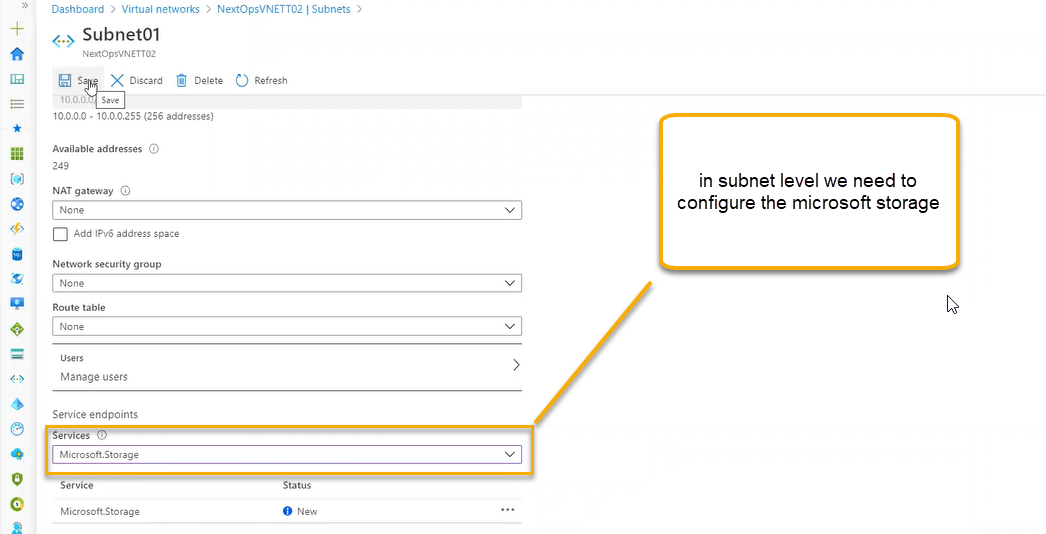 Dashboard > Virtual networks > NextOpsVNETT02 | Subnets >
Subnet01
NextOpsVNETT02
Save Discard Delete Refresh
Save
10.0.0.0/
10.0.0.0 - 10.0.0.255 (256 addresses)
Available addresses
249
NAT gateway
None
Add IPv6 address space
Network security group
None
Route table
None
Users
Manage users
Service endpoints
Services
Microsoft.Storage
Service Status
Microsoft.Storage New
in subnet level we need to
configure the microsoft storage